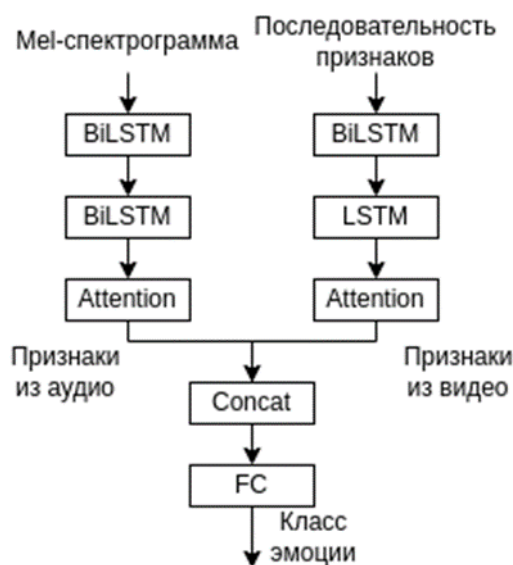 Mel-спектрограмма
Последовательность
признаков
BiLSTM
BiLSTM
BiLSTM
LSTM
Attention
Attention
Признаки
из аудио
Признаки
из видео
Concat
FC
Класс
эмоции